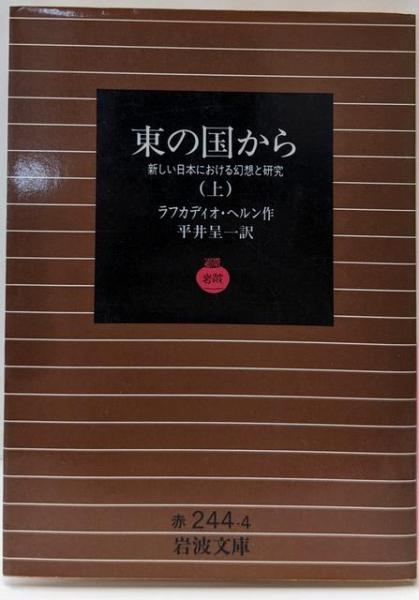 東の国から
新しい日本における幻想と研究
(上)
ラフカディオ・ヘルン作
平井呈一訳
岩波
赤 244-4
岩波文庫